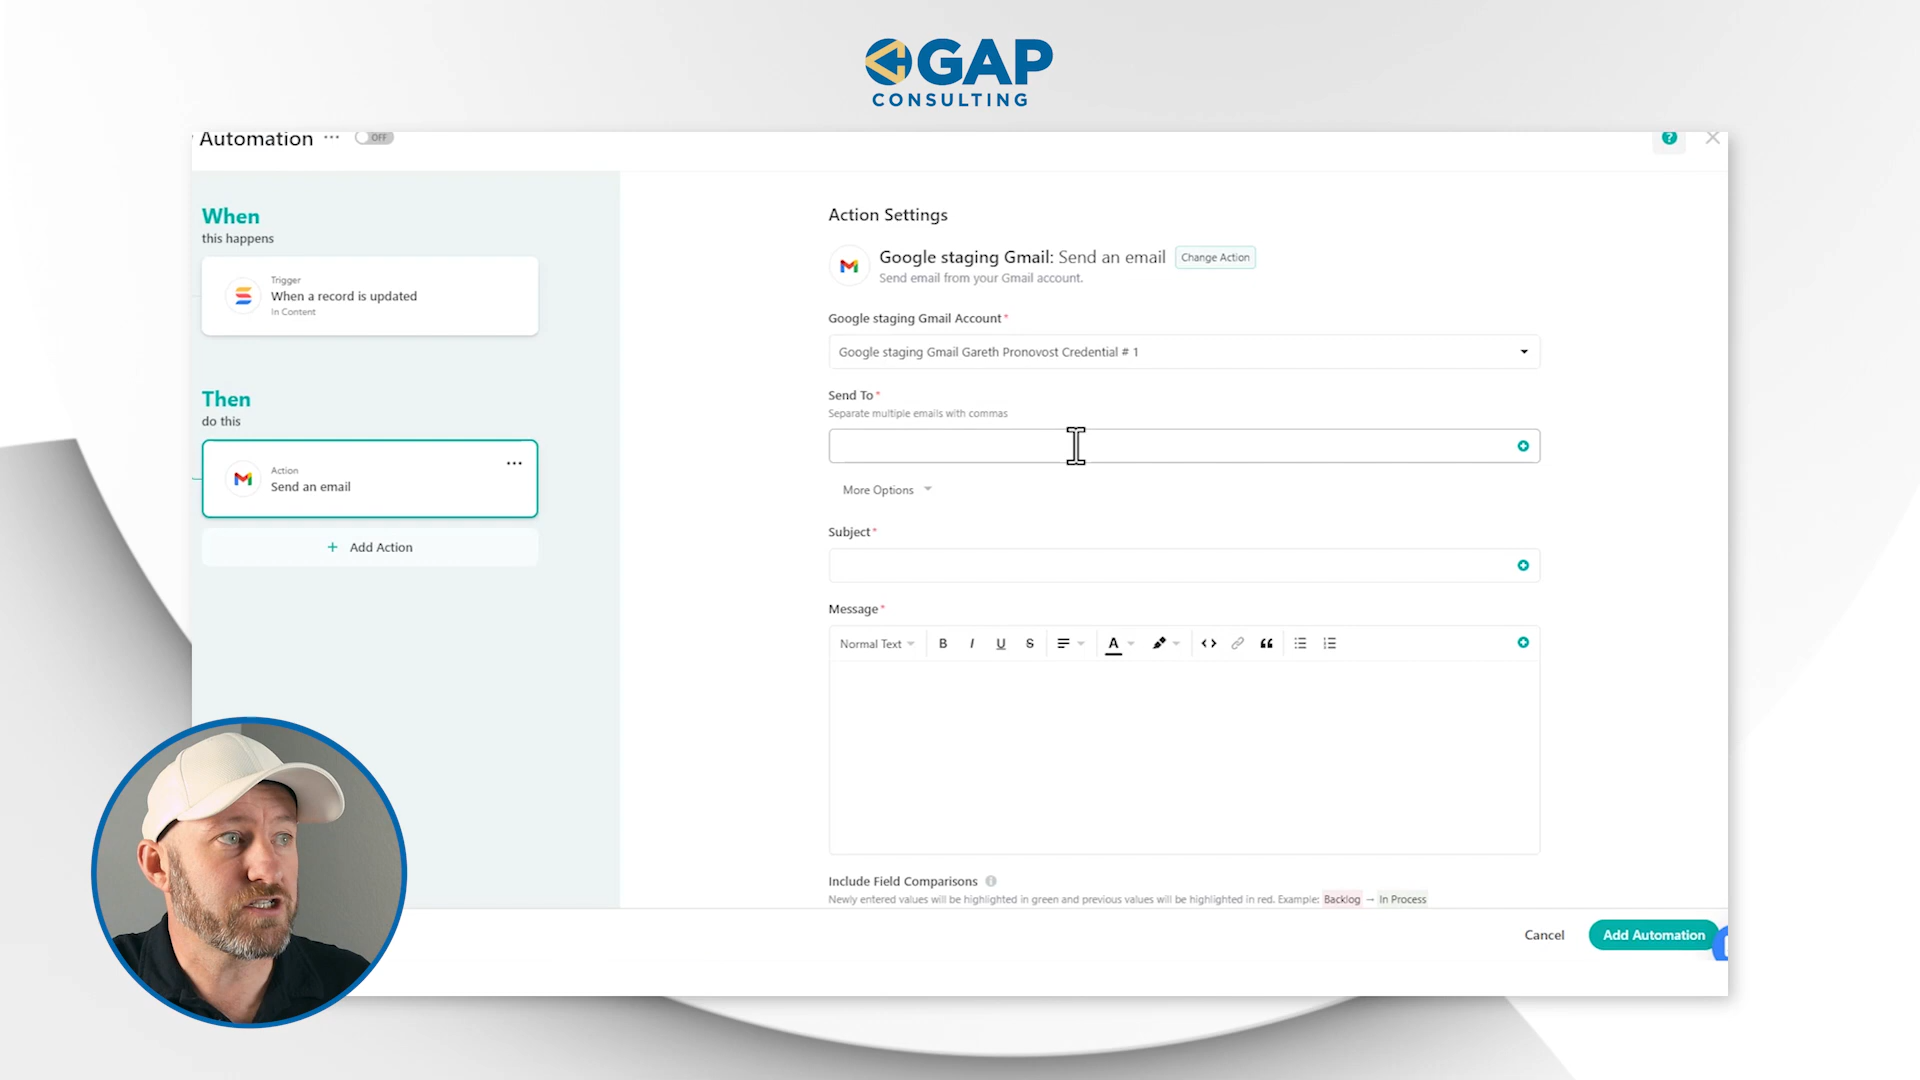 GAP
CONSULTING
Automation
OFF
?
When
this happens
Trigger
When a record is updated
In Content
Then
do this
Action
Send an email
+ Add Action
Action Settings
Google staging Gmail: Send an email
Change Action
Send email from your Gmail account.
Google staging Gmail Account*
Google staging Gmail Gareth Pronovost Credential # 1
Send To*
Separate multiple emails with commas
More Options
Subject*
Message*
Normal Text B I U S A
Include Field Comparisons
Newly entered values will be highlighted in green and previous values will be highlighted in red. Example: Backlog → In Process
Cancel
Add Automation